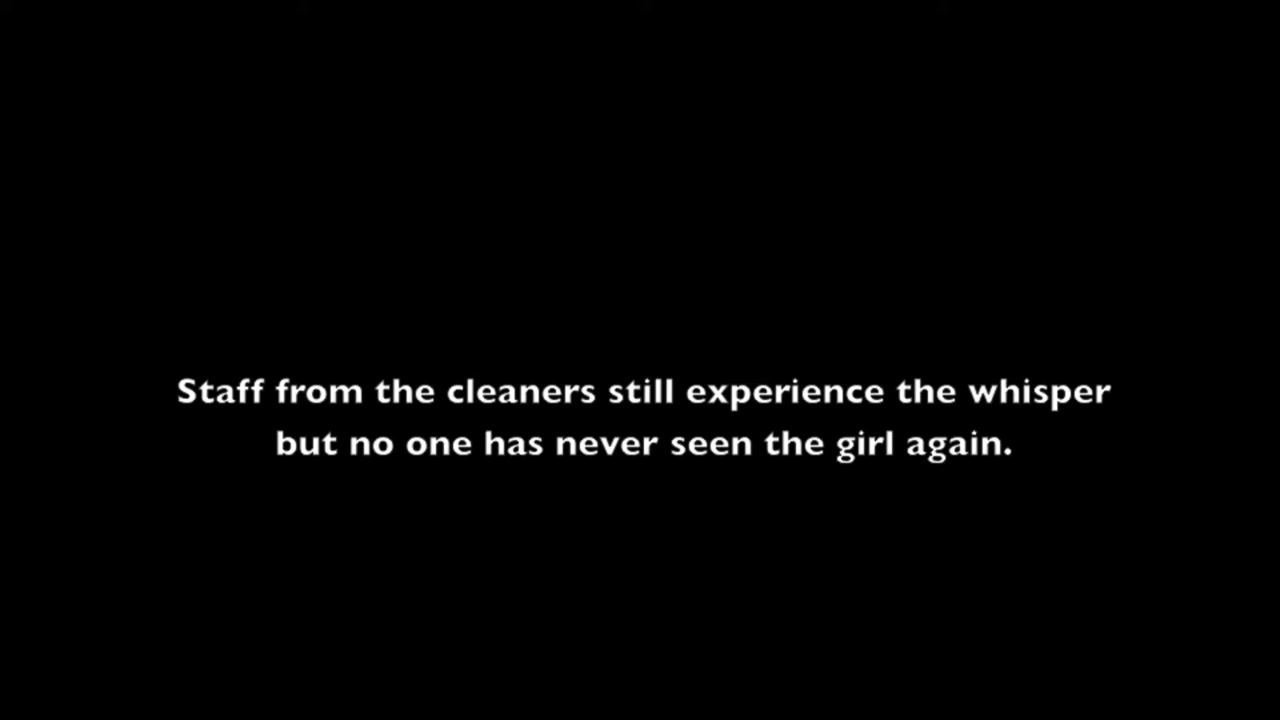 Staff from the cleaners still experience the whisper
but no one has never seen the girl again.